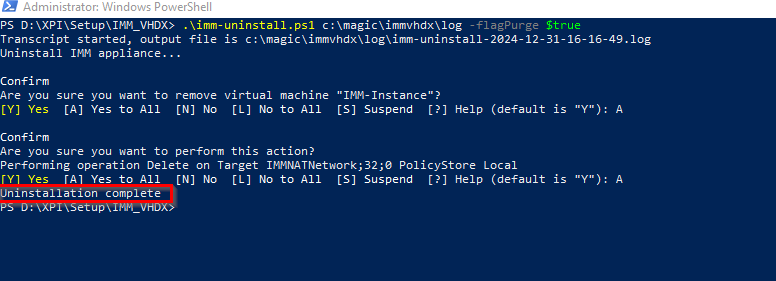 Administrator: Windows PowerShell
PS D:\XPI\Setup\IMM_VHDX> .\imm-uninstall.ps1 c:\magic\immvhdx\log -flagPurge $true
Transcript started, output file is c:\magic\immvhdx\log\imm-uninstall-2024-12-31-16-16-49.log
Uninstall IMM appliance...
Confirm
Are you sure you want to remove virtual machine "IMM-Instance"?
[Y] Yes  [A] Yes to All  [N] No  [L] No to All  [S] Suspend  [?] Help (default is "Y"): A
Confirm
Are you sure you want to perform this action?
Performing operation Delete on Target IMMNATNetwork;32;0 PolicyStore Local
[Y] Yes  [A] Yes to All  [N] No  [L] No to All  [S] Suspend  [?] Help (default is "Y"): A
Uninstallation complete
PS D:\XPI\Setup\IMM_VHDX>